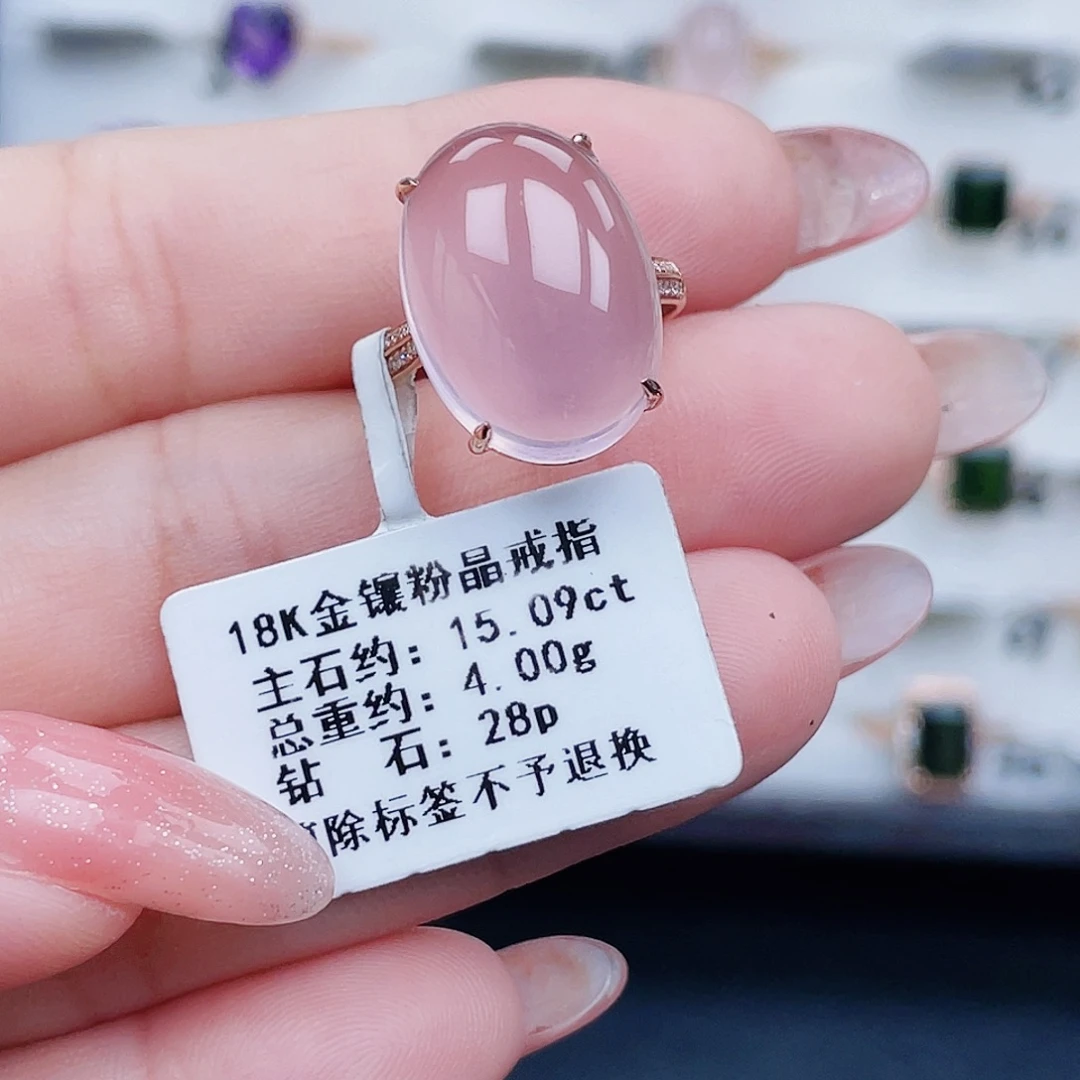 18K金镶粉晶戒指
主石约: 15.09ct
总重约: 4.00g
钻 石: 28p
除标签不予退换